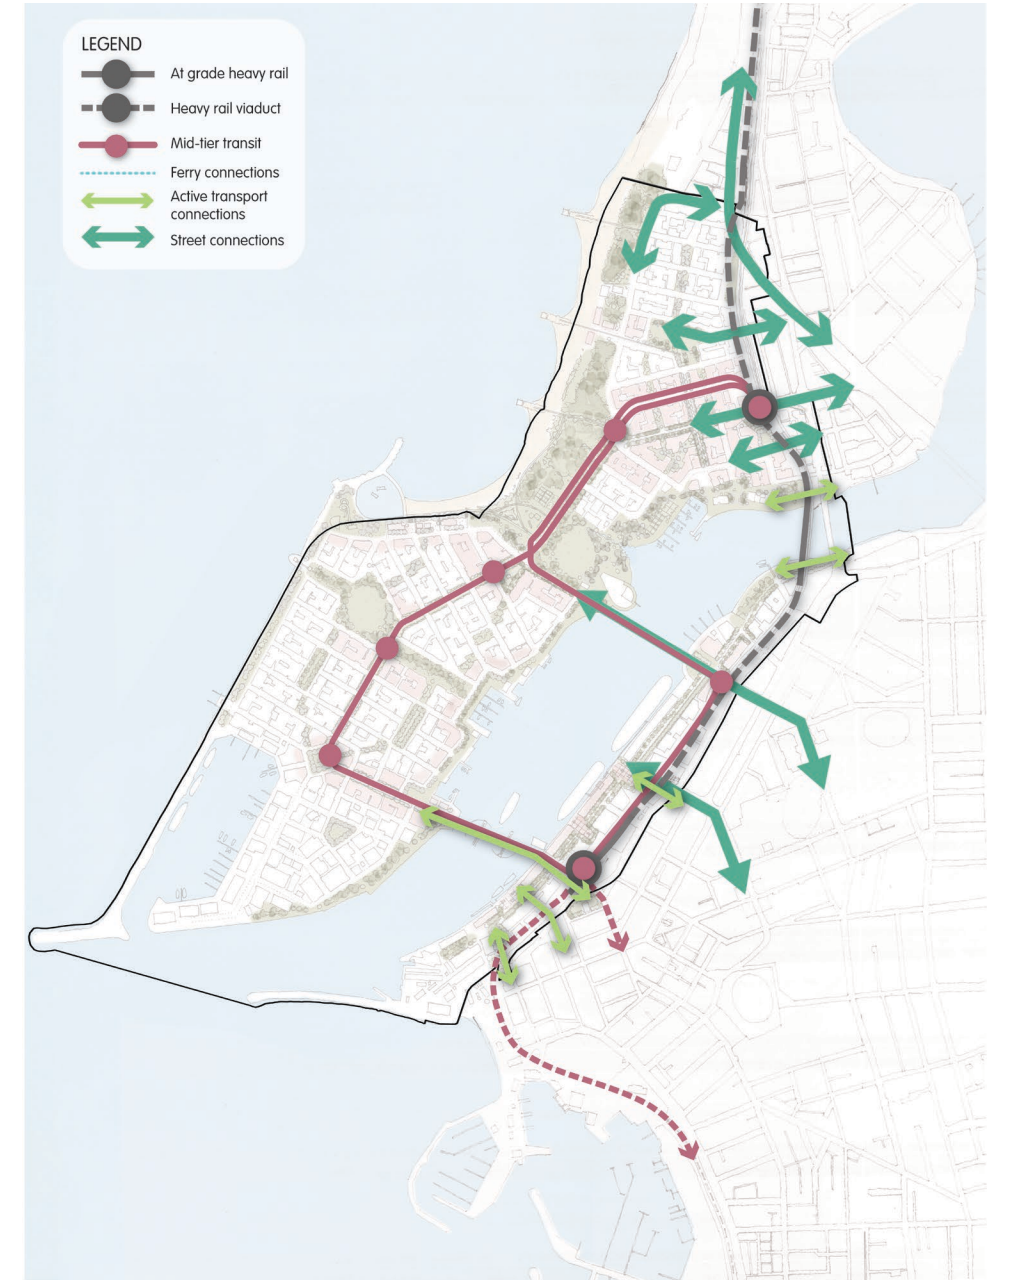 LEGEND
At grade heavy rail
Heavy rail viaduct
Mid-tier transit
Ferry connections
Active transport
connections
Street connections